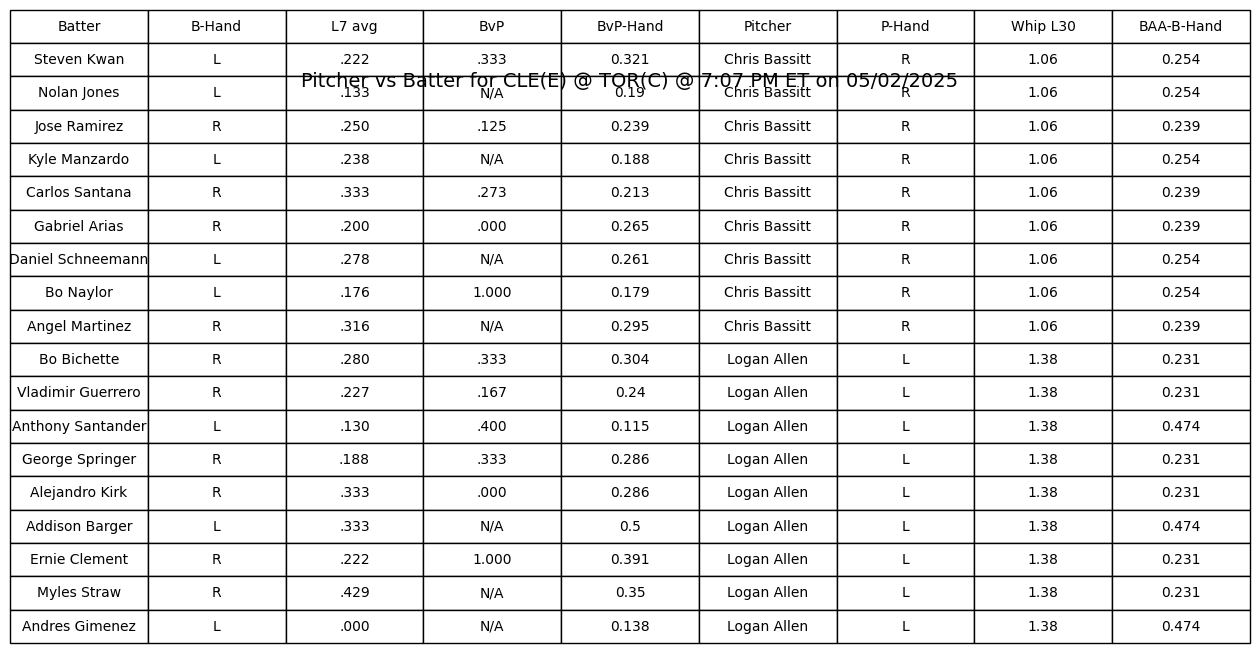 Batter B-Hand L7 avg BvP BvP-Hand Pitcher P-Hand Whip L30 BAA-B-Hand
Steven Kwan L .222 .333 0.321 Chris Bassitt R 1.06 0.254
Pitcher vs Batter for CLE(E) @ TOR(C) @ 7:07 PM ET on 05/02/2025
Nolan Jones L .133 N/A 0.19 Chris Bassitt R 1.06 0.254
Jose Ramirez R .250 .125 0.239 Chris Bassitt R 1.06 0.239
Kyle Manzardo L .238 N/A 0.188 Chris Bassitt R 1.06 0.254
Carlos Santana R .333 .273 0.213 Chris Bassitt R 1.06 0.239
Gabriel Arias R .200 .000 0.265 Chris Bassitt R 1.06 0.239
Daniel Schneemann L .278 N/A 0.261 Chris Bassitt R 1.06 0.254
Bo Naylor L .176 1.000 0.179 Chris Bassitt R 1.06 0.254
Angel Martinez R .316 N/A 0.295 Chris Bassitt R 1.06 0.239
Bo Bichette R .280 .333 0.304 Logan Allen L 1.38 0.231
Vladimir Guerrero R .227 .167 0.24 Logan Allen L 1.38 0.231
Anthony Santander L .130 .400 0.115 Logan Allen L 1.38 0.474
George Springer R .188 .333 0.286 Logan Allen L 1.38 0.231
Alejandro Kirk R .333 .000 0.286 Logan Allen L 1.38 0.231
Addison Barger L .333 N/A 0.5 Logan Allen L 1.38 0.474
Ernie Clement R .222 1.000 0.391 Logan Allen L 1.38 0.231
Myles Straw R .429 N/A 0.35 Logan Allen L 1.38 0.231
Andres Gimenez L .000 N/A 0.138 Logan Allen L 1.38 0.474